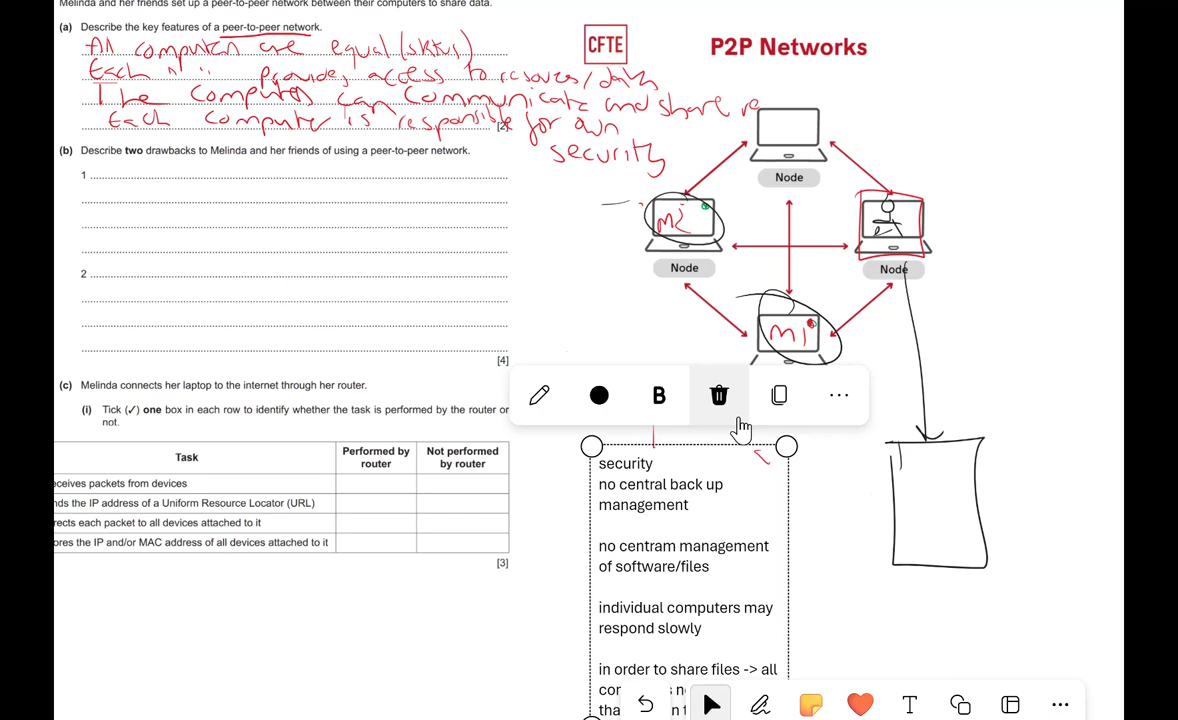 Melinda and her friends set up a peer-to-peer network between their computers to share data.
(a) Describe the key features of a peer-to-peer network.
All computers are equal (status)
Each " " provides access to resources/data
The computers can communicate and share re
Each computer is responsible for own
security
[2]
(b) Describe two drawbacks to Melinda and her friends of using a peer-to-peer network.
1
2
[4]
(c) Melinda connects her laptop to the internet through her router.
(i) Tick (✓) one box in each row to identify whether the task is performed by the router or
not.
Task
Performed by
router
Not performed
by router
eceives packets from devices
nds the IP address of a Uniform Resource Locator (URL)
rects each packet to all devices attached to it
ores the IP and/or MAC address of all devices attached to it
[3]
CFTE
P2P Networks
Node
M2
Node
Node
M1
B
security
no central back up
management
no centram management
of software/files
individual computers may
respond slowly
in order to share files -> all
T